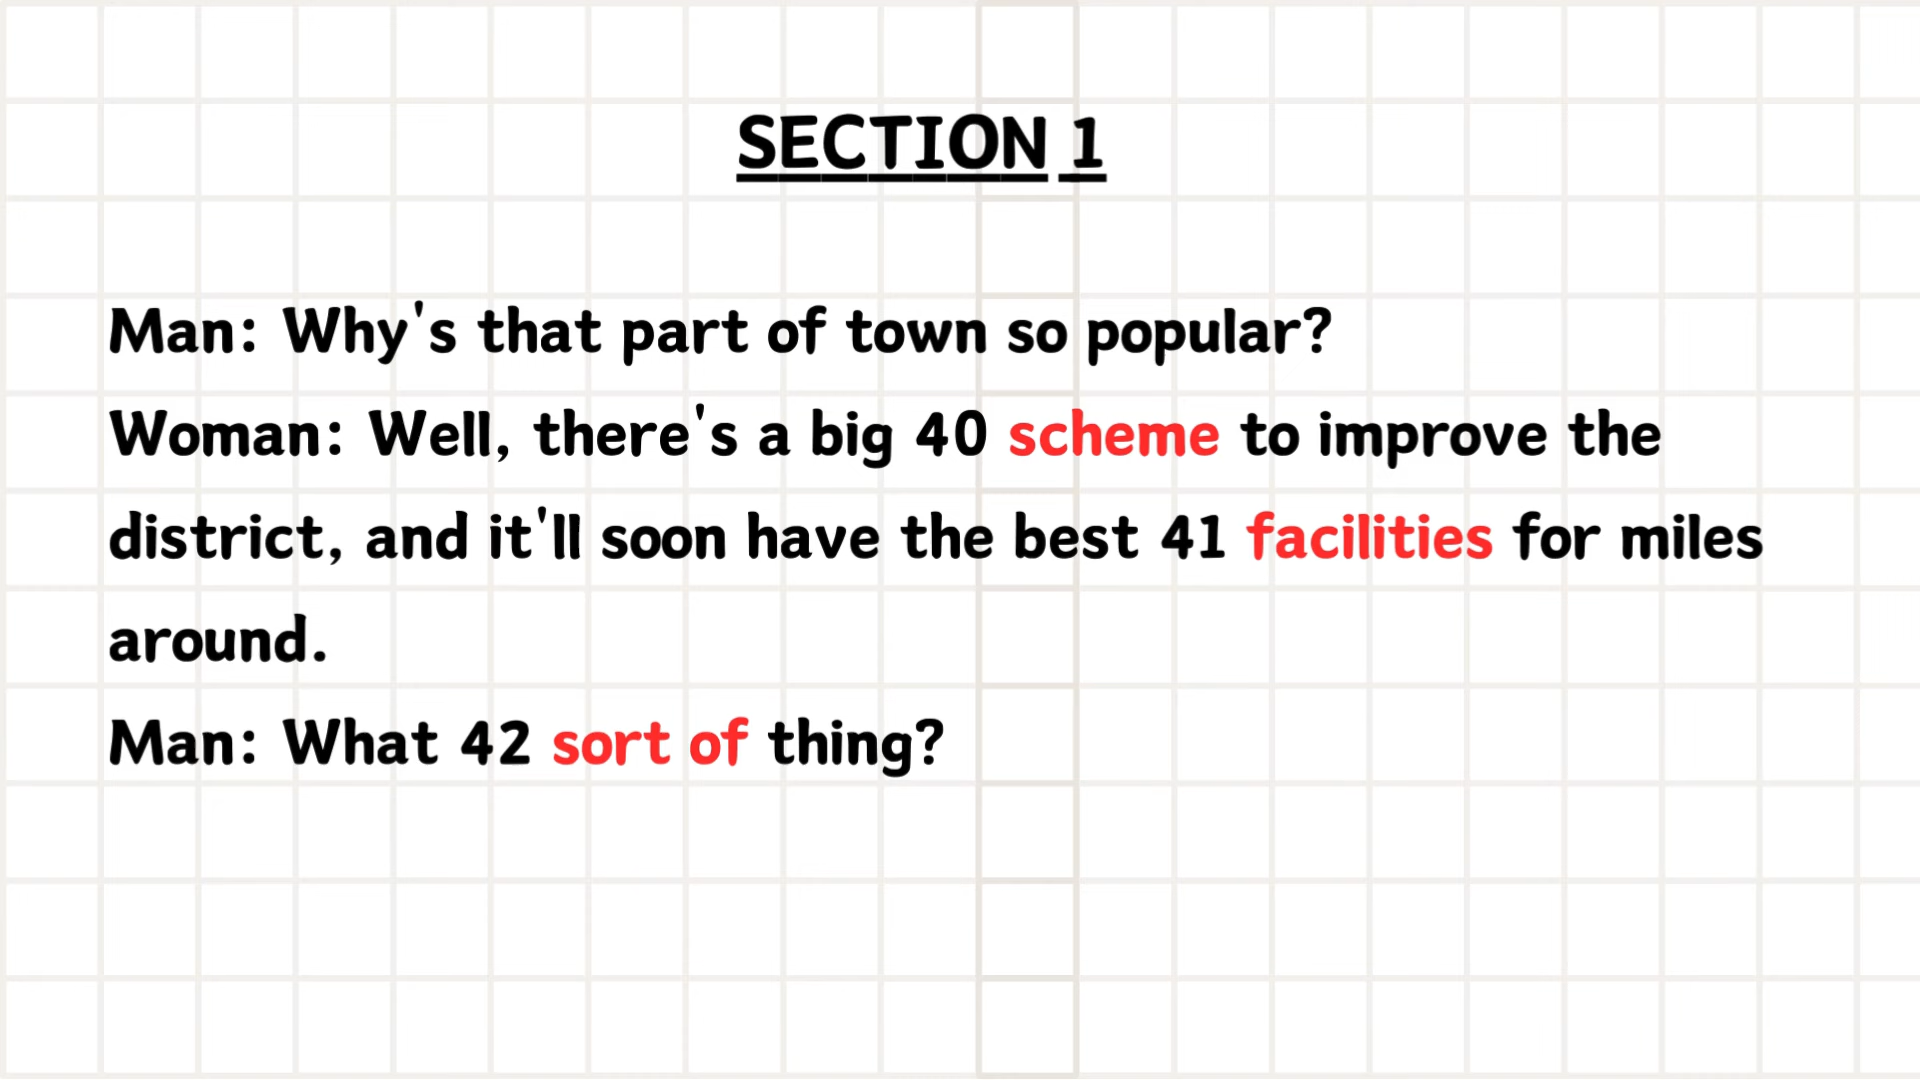 SECTION 1
Man: Why's that part of town so popular?
Woman: Well, there's a big 40 scheme to improve the
district, and it'll soon have the best 41 facilities for miles
around.
Man: What 42 sort of thing?